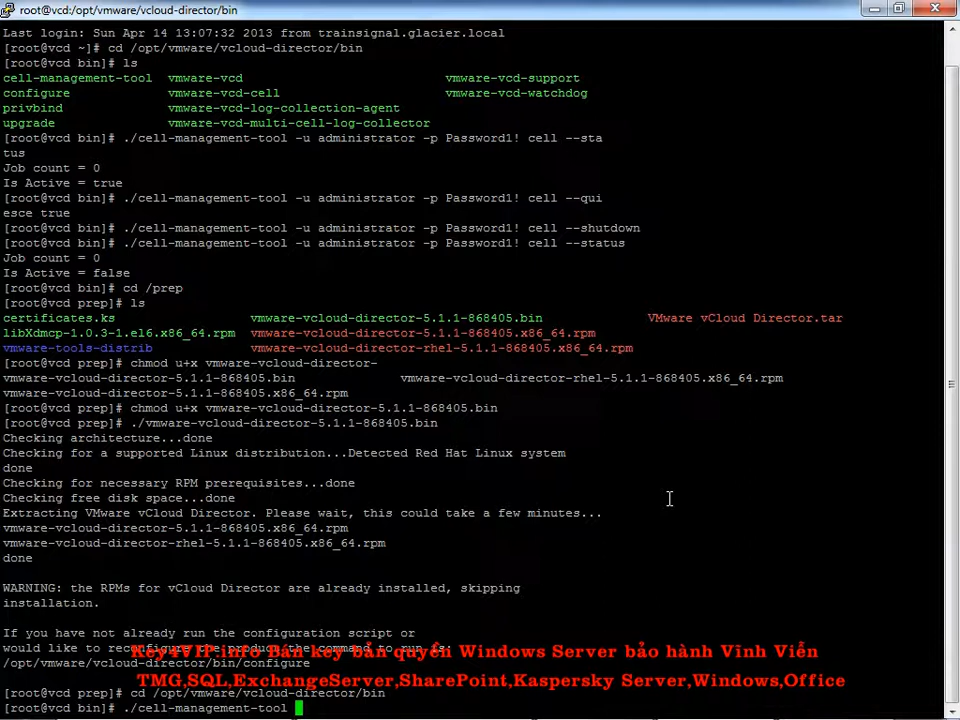 root@vcd:/opt/vmware/vcloud-director/bin
Last login: Sun Apr 14 13:07:32 2013 from trainsignal.glacier.local
[root@vcd ~]# cd /opt/vmware/vcloud-director/bin
[root@vcd bin]# ls
cell-management-tool  vmware-vcd                           vmware-vcd-support
configure             vmware-vcd-cell                      vmware-vcd-watchdog
privbind              vmware-vcd-log-collection-agent
upgrade               vmware-vcd-multi-cell-log-collector
[root@vcd bin]# ./cell-management-tool -u administrator -p Password1! cell --sta
tus
Job count = 0
Is Active = true
[root@vcd bin]# ./cell-management-tool -u administrator -p Password1! cell --qui
esce true
[root@vcd bin]# ./cell-management-tool -u administrator -p Password1! cell --shutdown
[root@vcd bin]# ./cell-management-tool -u administrator -p Password1! cell --status
Job count = 0
Is Active = false
[root@vcd bin]# cd /prep
[root@vcd prep]# ls
certificates.ks                  vmware-vcloud-director-5.1.1-868405.bin              VMware vCloud Director.tar
libXdmcp-1.0.3-1.el6.x86_64.rpm  vmware-vcloud-director-5.1.1-868405.x86_64.rpm
vmware-tools-distrib             vmware-vcloud-director-rhel-5.1.1-868405.x86_64.rpm
[root@vcd prep]# chmod u+x vmware-vcloud-director-
vmware-vcloud-director-5.1.1-868405.bin              vmware-vcloud-director-rhel-5.1.1-868405.x86_64.rpm
vmware-vcloud-director-5.1.1-868405.x86_64.rpm
[root@vcd prep]# chmod u+x vmware-vcloud-director-5.1.1-868405.bin
[root@vcd prep]# ./vmware-vcloud-director-5.1.1-868405.bin
Checking architecture...done
Checking for a supported Linux distribution...Detected Red Hat Linux system
done
Checking for necessary RPM prerequisites...done
Checking free disk space...done
Extracting VMware vCloud Director. Please wait, this could take a few minutes...
vmware-vcloud-director-5.1.1-868405.x86_64.rpm
vmware-vcloud-director-rhel-5.1.1-868405.x86_64.rpm
done
WARNING: the RPMs for vCloud Director are already installed, skipping
installation.
If you have not already run the configuration script or
would like to reconfigure the product the command to run is:
Key4VIP.info Bán key bản quyền Windows Server bảo hành Vĩnh Viễn
/opt/vmware/vcloud-director/bin/configure
TMG,SQL,ExchangeServer,SharePoint,Kaspersky Server,Windows,Office
[root@vcd prep]# cd /opt/vmware/vcloud-director/bin
[root@vcd bin]# ./cell-management-tool